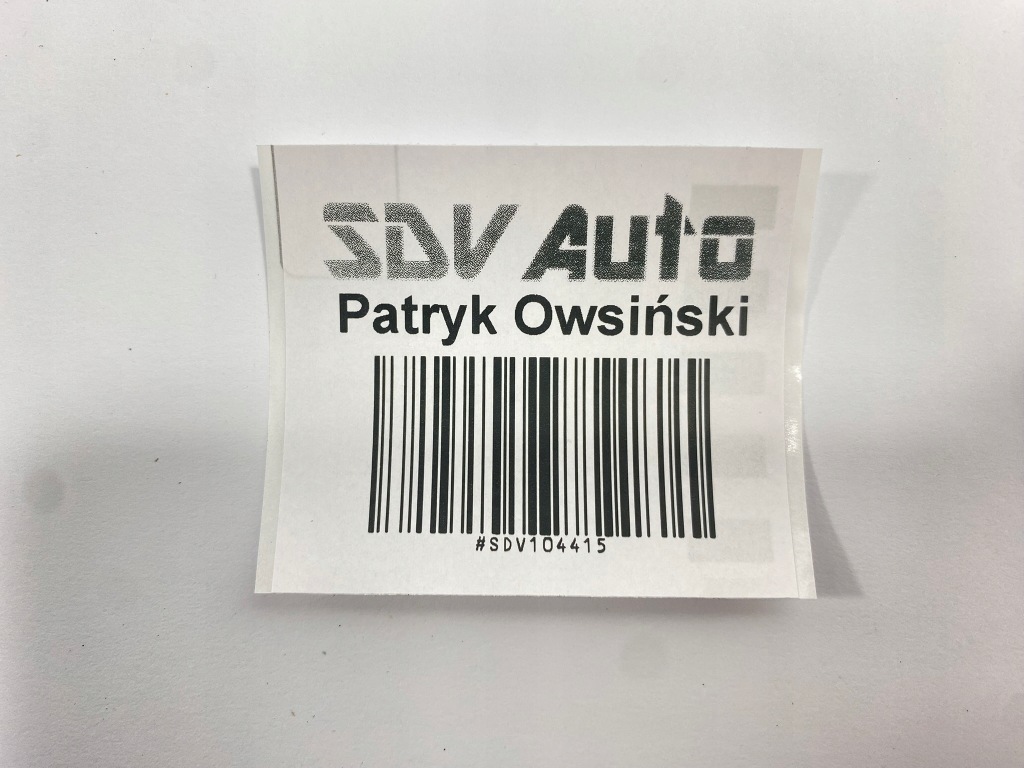 SDV Auto
Patryk Owsiński
#SDV104415